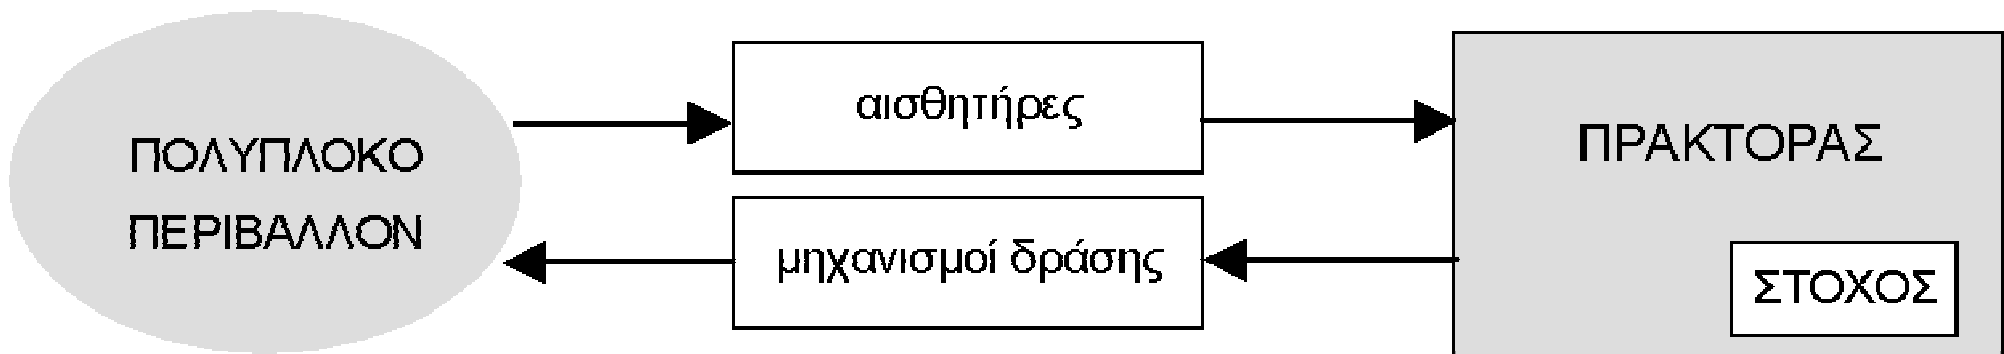 ΠΟΛΥΠΛΟΚΟ
ΠΕΡΙΒΑΛΛΟΝ
αισθητήρες
μηχανισμοί δράσης
ΠΡΑΚΤΟΡΑΣ
ΣΤΟΧΟΣ